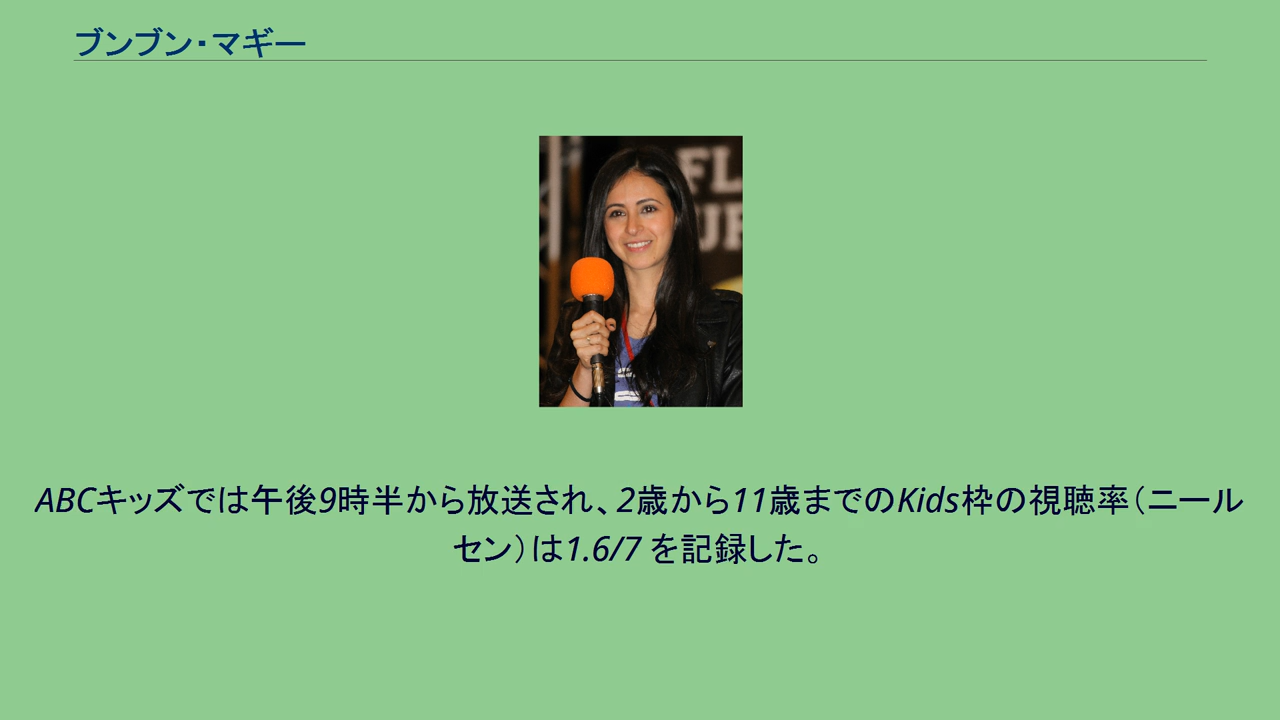 ブンブン・マギー
FL
UF
ABCキッズでは午後9時半から放送され、2歳から11歳までのKids枠の視聴率（ニール
セン）は1.6/7 を記録した。